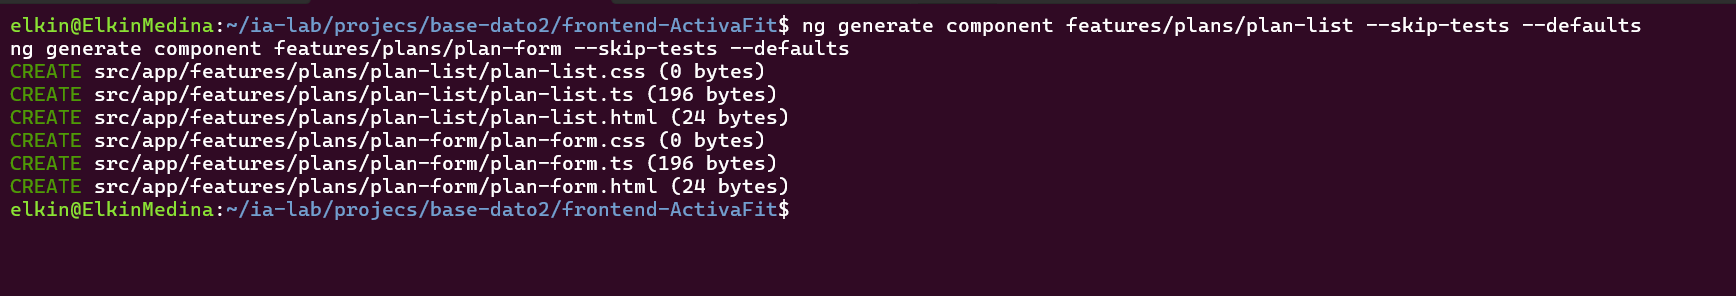 elkin@ElkinMedina:~/ia-lab/projecs/base-dato2/frontend-ActivaFit$ ng generate component features/plans/plan-list --skip-tests --defaults
ng generate component features/plans/plan-form --skip-tests --defaults
CREATE src/app/features/plans/plan-list/plan-list.css (0 bytes)
CREATE src/app/features/plans/plan-list/plan-list.ts (196 bytes)
CREATE src/app/features/plans/plan-list/plan-list.html (24 bytes)
CREATE src/app/features/plans/plan-form/plan-form.css (0 bytes)
CREATE src/app/features/plans/plan-form/plan-form.ts (196 bytes)
CREATE src/app/features/plans/plan-form/plan-form.html (24 bytes)
elkin@ElkinMedina:~/ia-lab/projecs/base-dato2/frontend-ActivaFit$